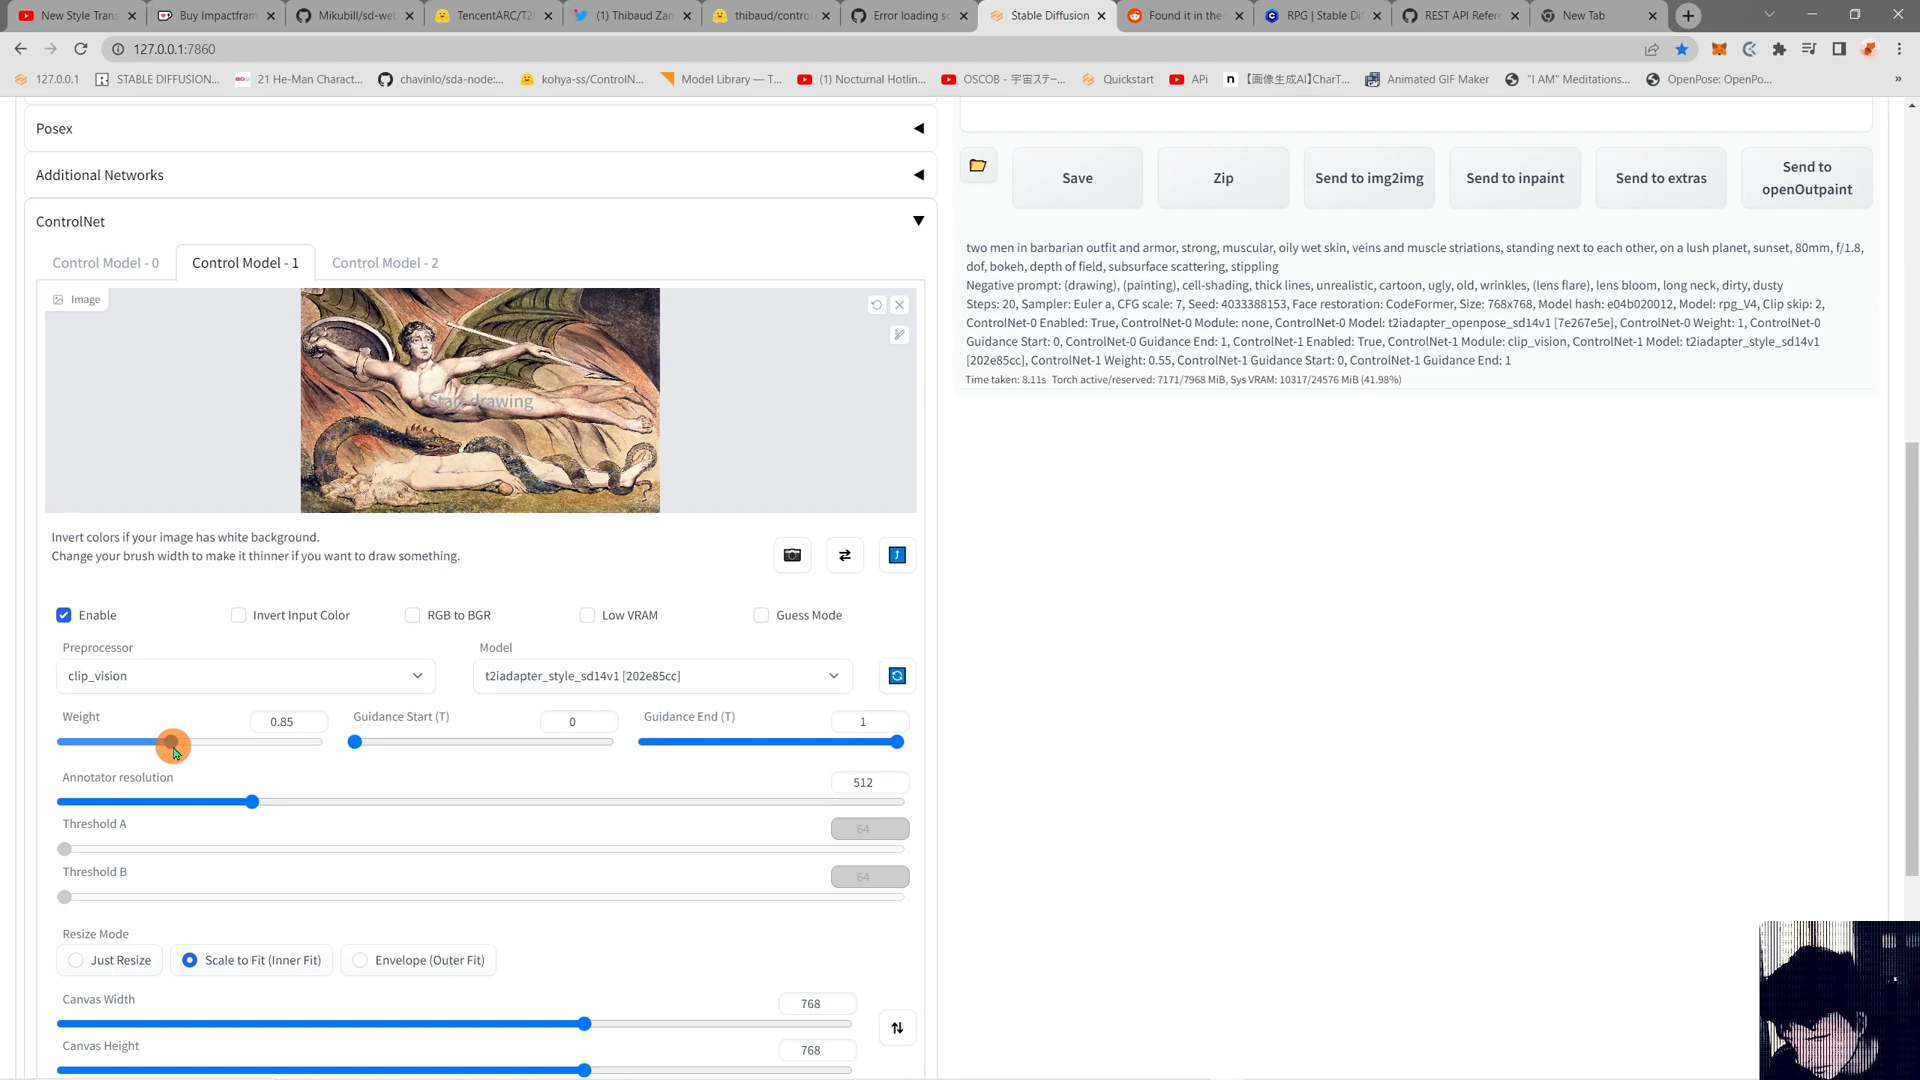 New Style Trans
Buy Impactfram
Mikubill/sd-wel
TencentARC/T2
(1) Thibaud Zam
thibaud/control
Error loading sc
Stable Diffusion
Found it in the
RPG | Stable Dif
REST API Refere
New Tab
127.0.0.1:7860
127.0.0.1
STABLE DIFFUSION...
21 He-Man Charact...
chavinlo/sda-node:...
kohya-ss/ControlN...
Model Library — T...
(1) Nocturnal Hotlin...
OSCOB - 宇宙ステー...
Quickstart
APi
【画像生成AI】CharT...
Animated GIF Maker
"I AM" Meditations...
OpenPose: OpenPo...
Posex
Additional Networks
ControlNet
Control Model - 0
Control Model - 1
Control Model - 2
Image
Start drawing
Invert colors if your image has white background.
Change your brush width to make it thinner if you want to draw something.
Enable
Invert Input Color
RGB to BGR
Low VRAM
Guess Mode
Preprocessor
Model
clip_vision
t2iadapter_style_sd14v1 [202e85cc]
Weight
0.85
Guidance Start (T)
0
Guidance End (T)
1
Annotator resolution
512
Threshold A
64
Threshold B
64
Resize Mode
Just Resize
Scale to Fit (Inner Fit)
Envelope (Outer Fit)
Canvas Width
768
Canvas Height
768
Save
Zip
Send to img2img
Send to inpaint
Send to extras
Send to
openOutpaint
two men in barbarian outfit and armor, strong, muscular, oily wet skin, veins and muscle striations, standing next to each other, on a lush planet, sunset, 80mm, f/1.8,
dof, bokeh, depth of field, subsurface scattering, stippling
Negative prompt: (drawing), (painting), cell-shading, thick lines, unrealistic, cartoon, ugly, old, wrinkles, (lens flare), lens bloom, long neck, dirty, dusty
Steps: 20, Sampler: Euler a, CFG scale: 7, Seed: 4033388153, Face restoration: CodeFormer, Size: 768x768, Model hash: e04b020012, Model: rpg_V4, Clip skip: 2,
ControlNet-0 Enabled: True, ControlNet-0 Module: none, ControlNet-0 Model: t2iadapter_openpose_sd14v1 [7e267e5e], ControlNet-0 Weight: 1, ControlNet-0
Guidance Start: 0, ControlNet-0 Guidance End: 1, ControlNet-1 Enabled: True, ControlNet-1 Module: clip_vision, ControlNet-1 Model: t2iadapter_style_sd14v1
[202e85cc], ControlNet-1 Weight: 0.55, ControlNet-1 Guidance Start: 0, ControlNet-1 Guidance End: 1
Time taken: 8.11s Torch active/reserved: 7171/7968 MiB, Sys VRAM: 10317/24576 MiB (41.98%)